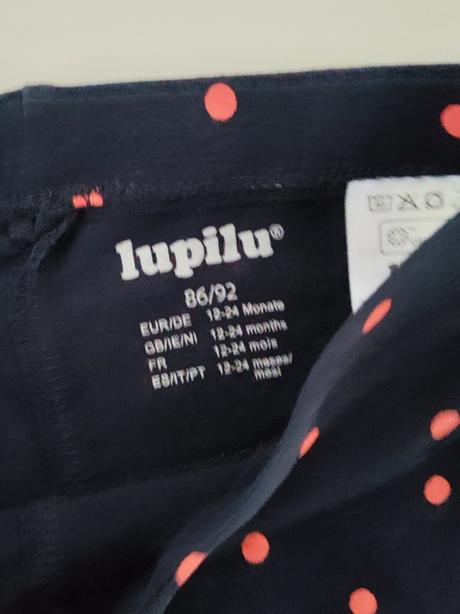 lupilu®
86/92
EUR/DE 12-24 Monate
GB/IE/NI 12-24 months
FR 12-24 mois
ES/IT/PT 12-24 meses/
mesi